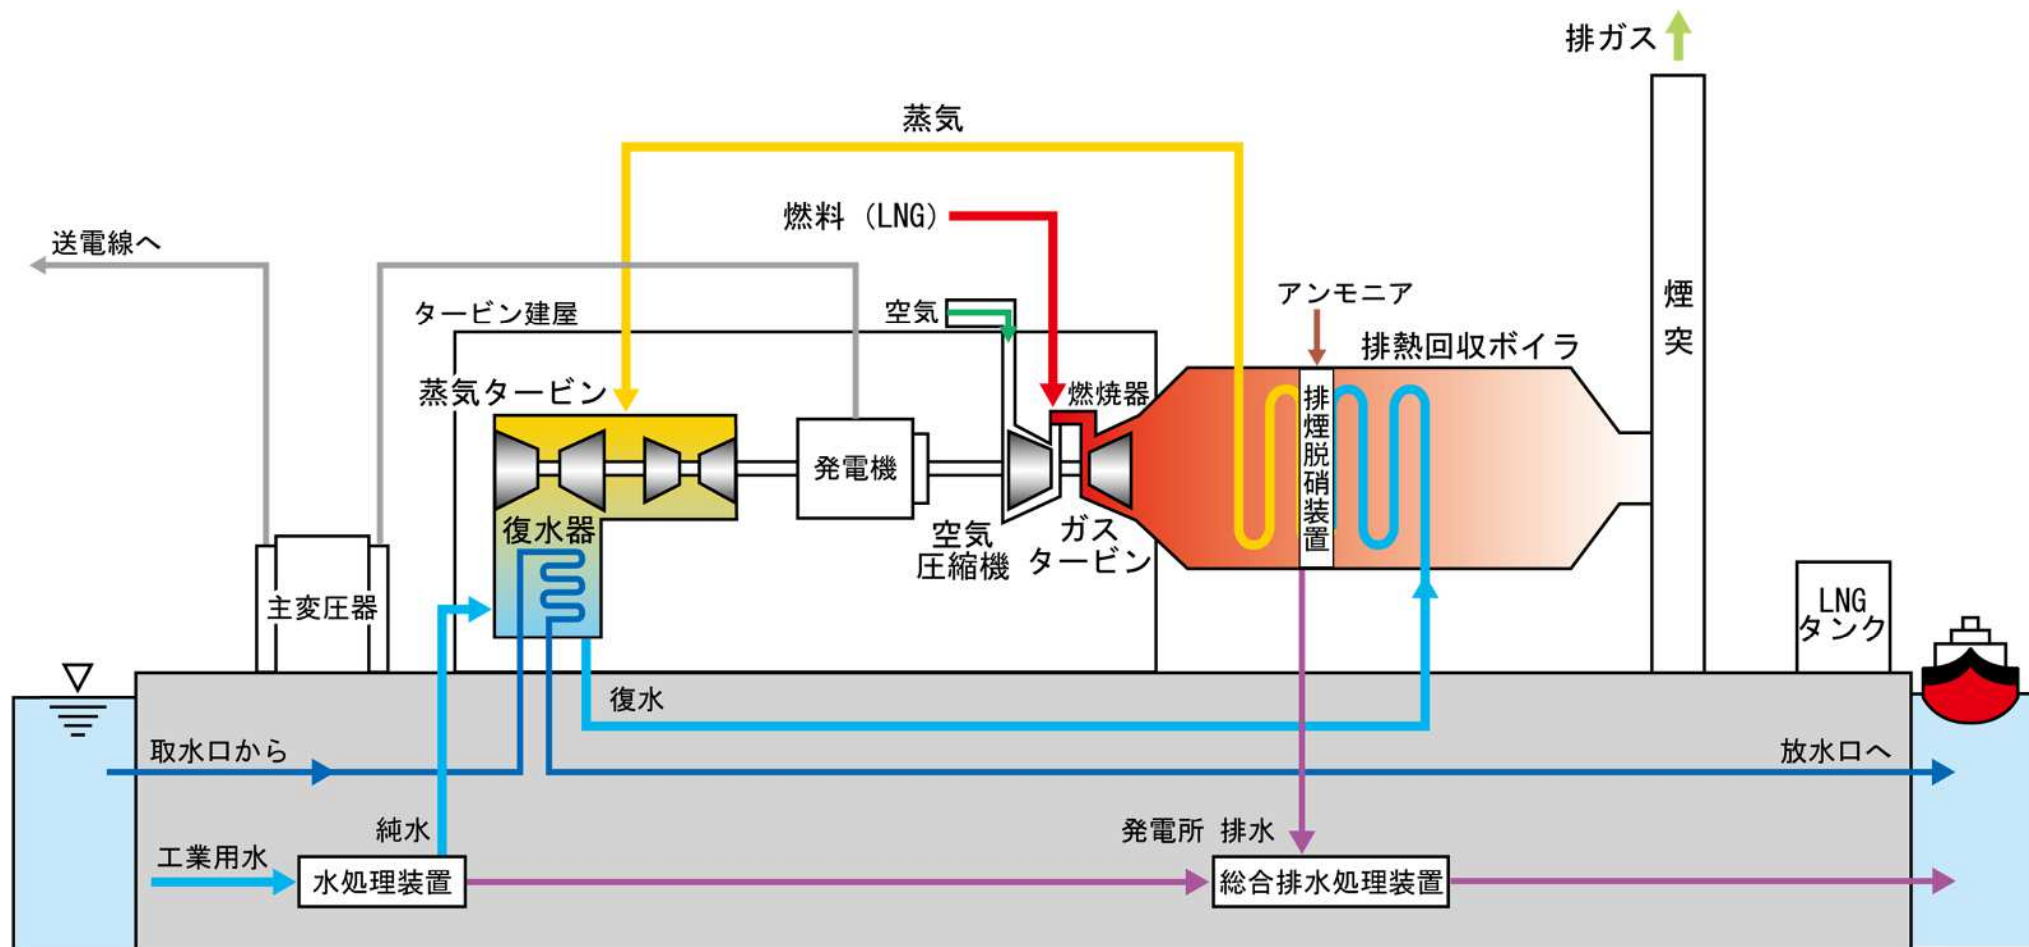 排ガス
蒸気
燃料 (LNG)
送電線へ
アンモニア
煙突
空気
タービン建屋
排熱回収ボイラ
蒸気タービン
燃焼器
排煙脱硝装置
発電機
復水器
空気
圧縮機
ガス
タービン
主変圧器
LNG
タンク
復水
取水口から
放水口へ
純水
発電所 排水
工業用水
水処理装置
総合排水処理装置